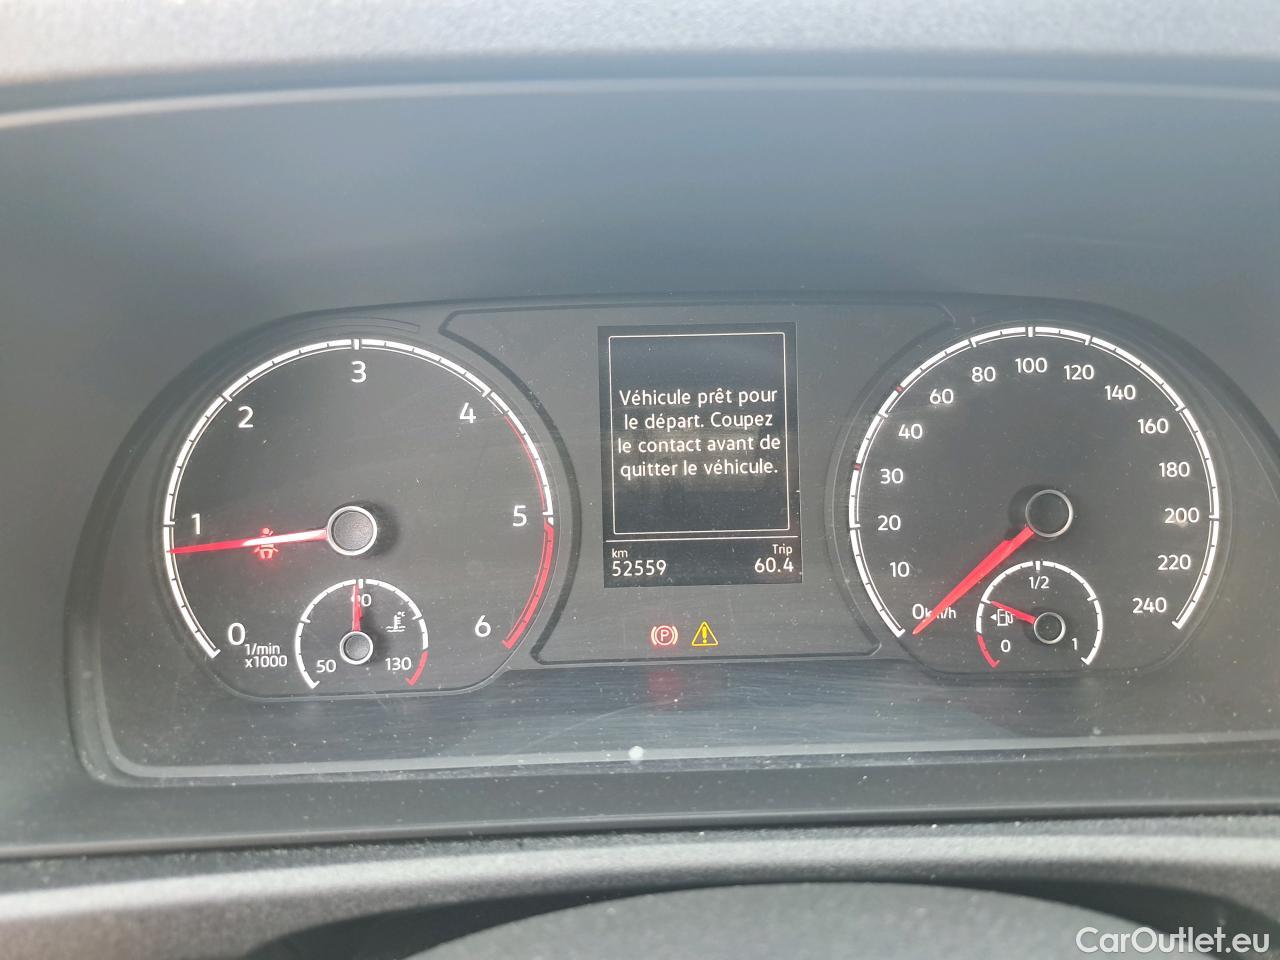 Véhicule prêt pour
le départ. Coupez
le contact avant de
quitter le véhicule.
km
52559
Trip
60.4
0
1
2
3
4
5
6
1/min
x1000
50
90
130
°C
0km/h
10
20
30
40
60
80
100
120
140
160
180
200
220
240
0
1/2
1
P
CarOutlet.eu